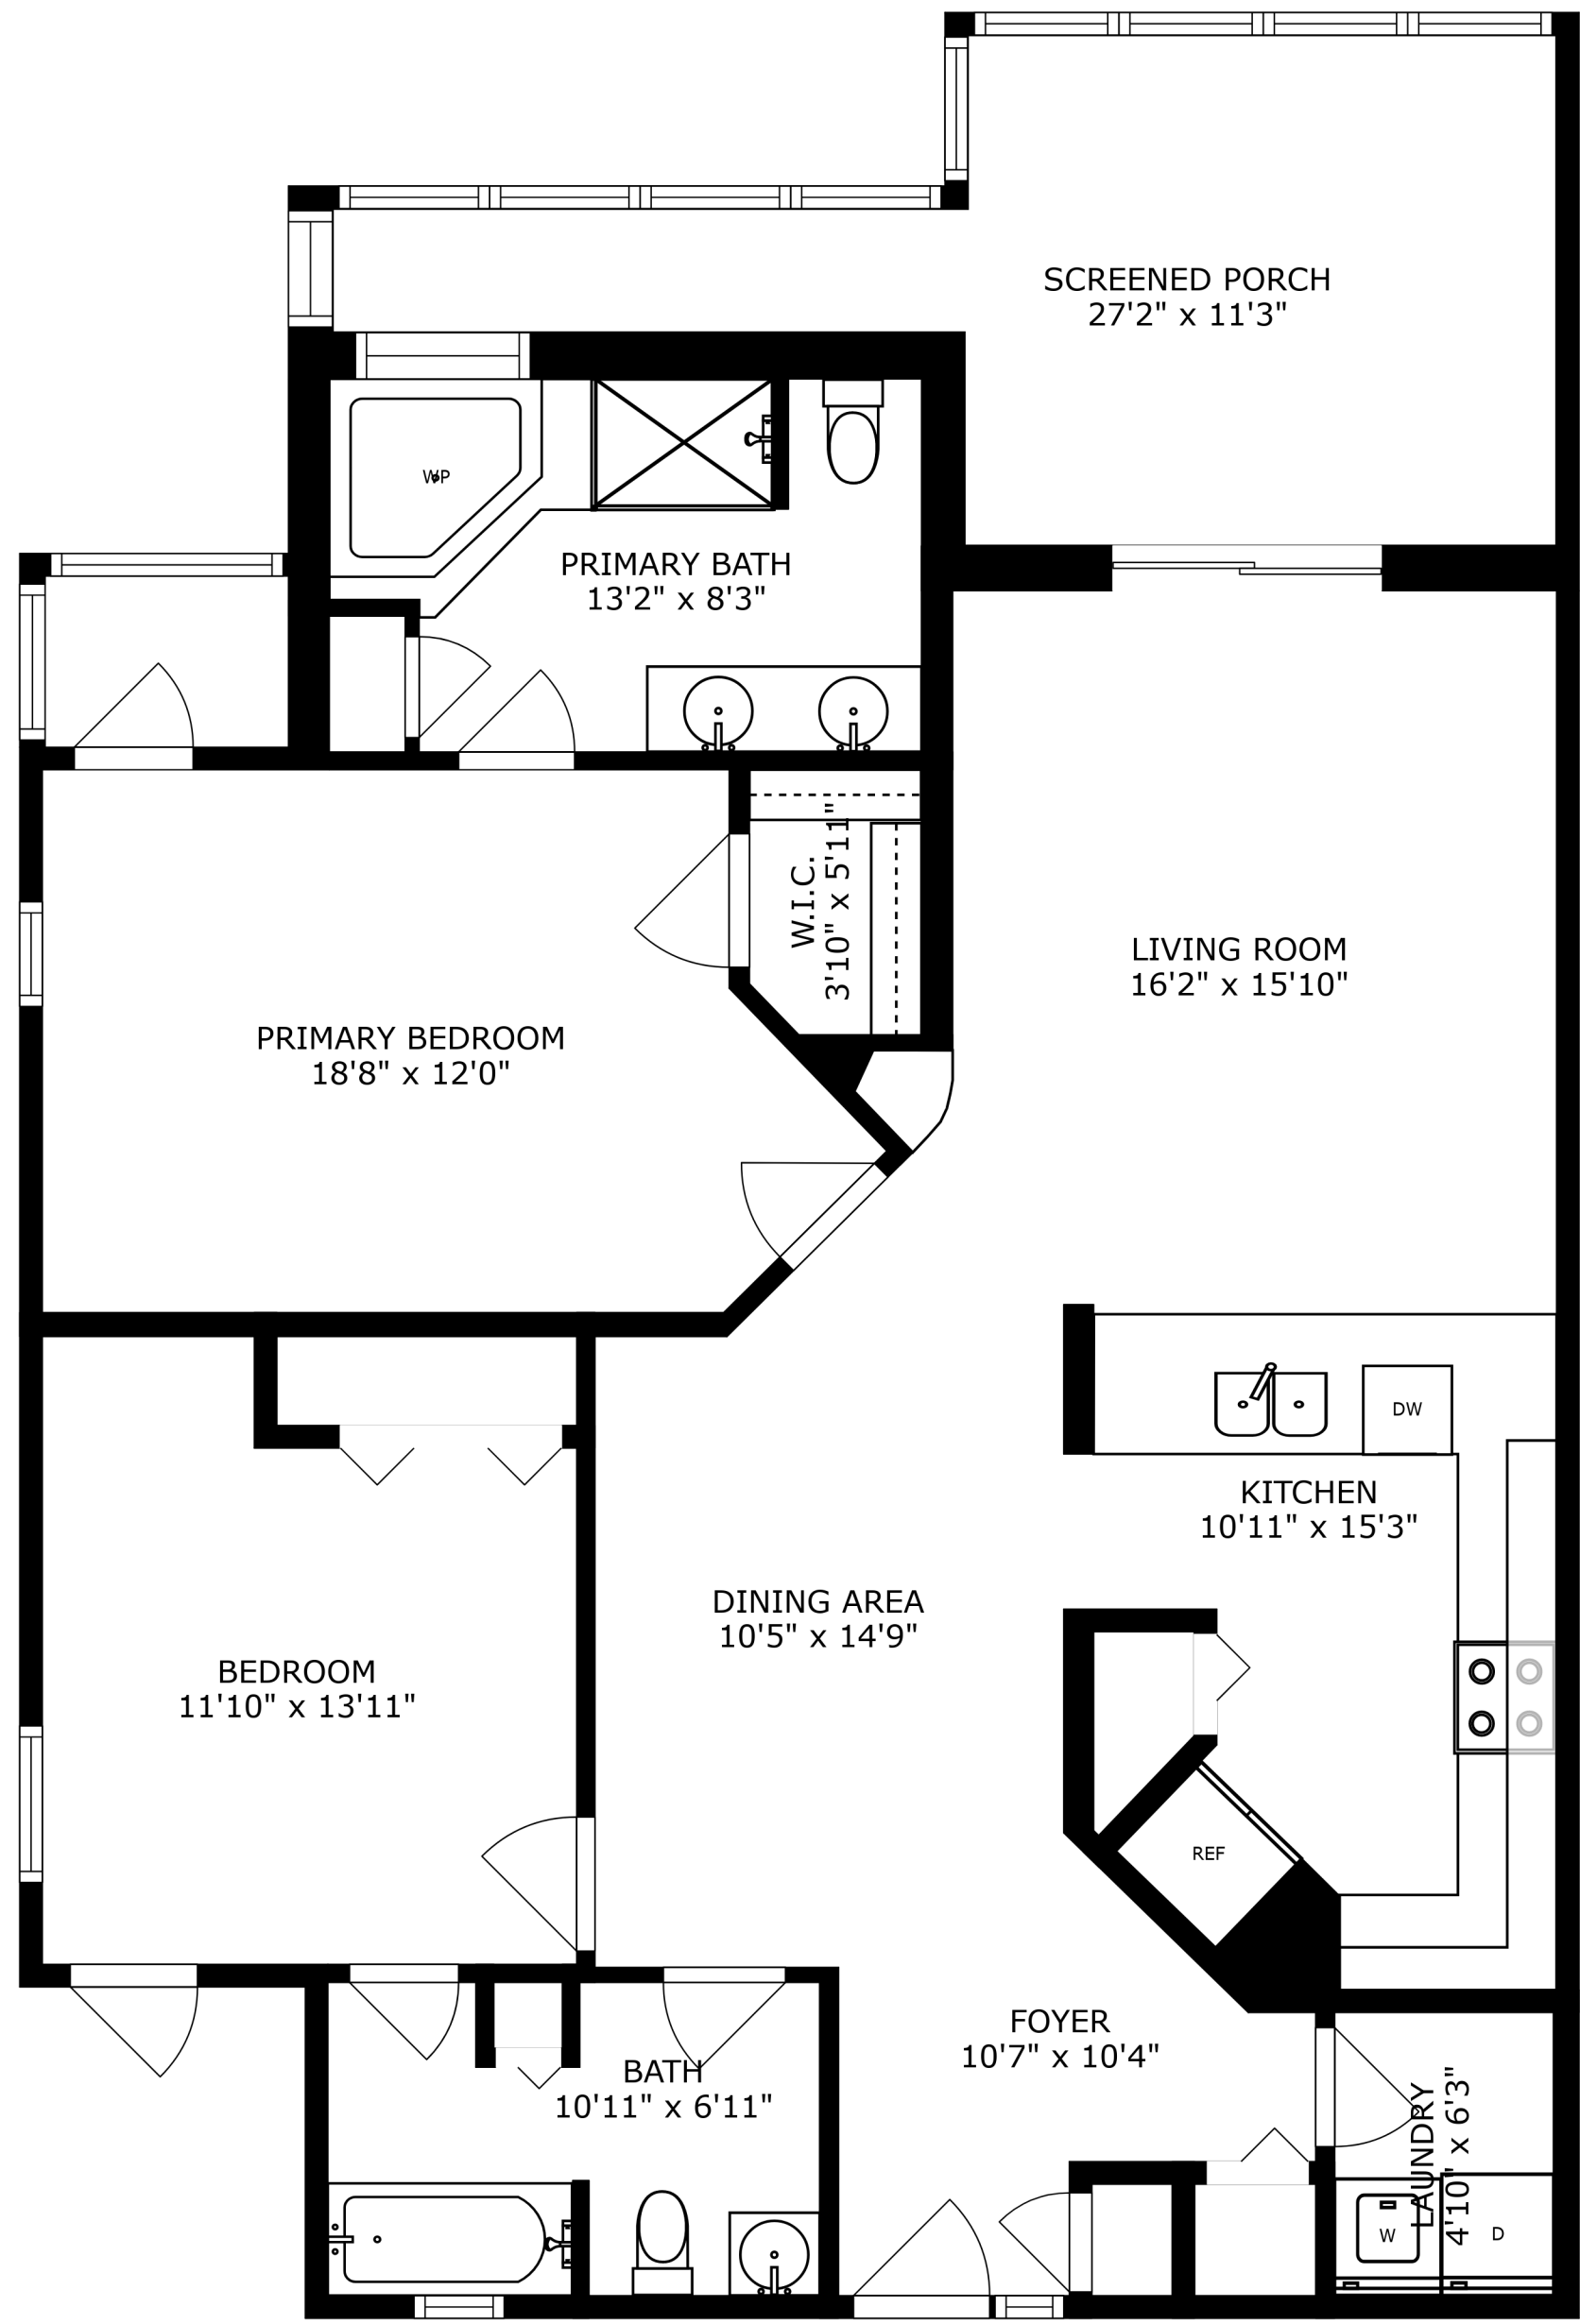 SCREENED PORCH
27'2" x 11'3"
WP
PRIMARY BATH
13'2" x 8'3"
W.I.C.
3'10" x 5'11"
LIVING ROOM
16'2" x 15'10"
PRIMARY BEDROOM
18'8" x 12'0"
DW
KITCHEN
10'11" x 15'3"
DINING AREA
10'5" x 14'9"
BEDROOM
11'10" x 13'11"
REF
FOYER
10'7" x 10'4"
BATH
10'11" x 6'11"
LAUNDRY
4'10" x 6'3"
W
D